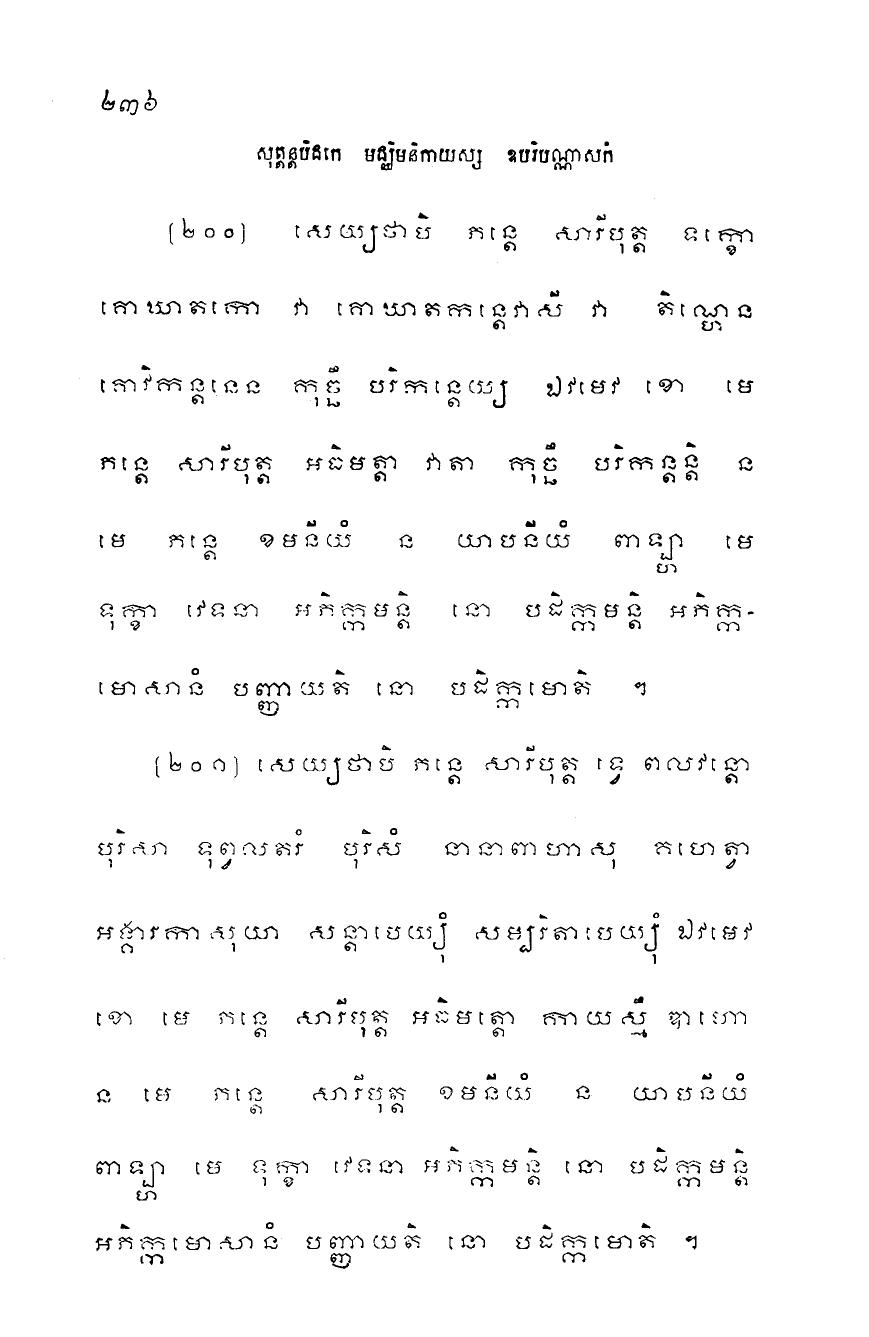 ២៣៦
សុត្តន្តបិដកេ មជ្ឈិមនិកាយស្ស ឧបរិបណ្ណាសកំ
(២០០) សេយ្យថាបិ ភន្តេ សារីបុត្ត ទក្ខោ
គោឃាតកោ វា គោឃាតកន្តេវាសី វា តិណ្ហេន
គោវិកន្តនេន កុច្ឆឹ បរិកន្តេយ្យ ឯវមេវ ខោ មេ
ភន្តេ សារីបុត្ត អធិមត្តា វាតា កុច្ឆឹ បរិកន្តន្តិ ន
មេ ភន្តេ ខមនីយំ ន យាបនីយំ ពាឡ្ហា មេ
ទុក្ខា វេទនា អភិក្កមន្តិ នោ បដិក្កមន្តិ អភិក្ក-
មោសានំ បញ្ញាយតិ នោ បដិក្កមោតិ ។
(២០១) សេយ្យថាបិ ភន្តេ សារីបុត្ត ទ្វេ ពលវន្តោ
បុរិសា ទុព្វលតរំ បុរិសំ នានាពាហាសុ គហេត្វា
អង្គារកាសុយា សន្តាបេយ្យុំ សម្បរិតាបេយ្យុំ ឯវមេវ
ខោ មេ ភន្តេ សារីបុត្ត អធិមត្តោ កាយស្មឹ ឌាហោ
ន មេ ភន្តេ សារីបុត្ត ខមនីយំ ន យាបនីយំ
ពាឡ្ហា មេ ទុក្ខា វេទនា អភិក្កមន្តិ នោ បដិក្កមន្តិ
អភិក្កមោសានំ បញ្ញាយតិ នោ បដិក្កមោតិ ។